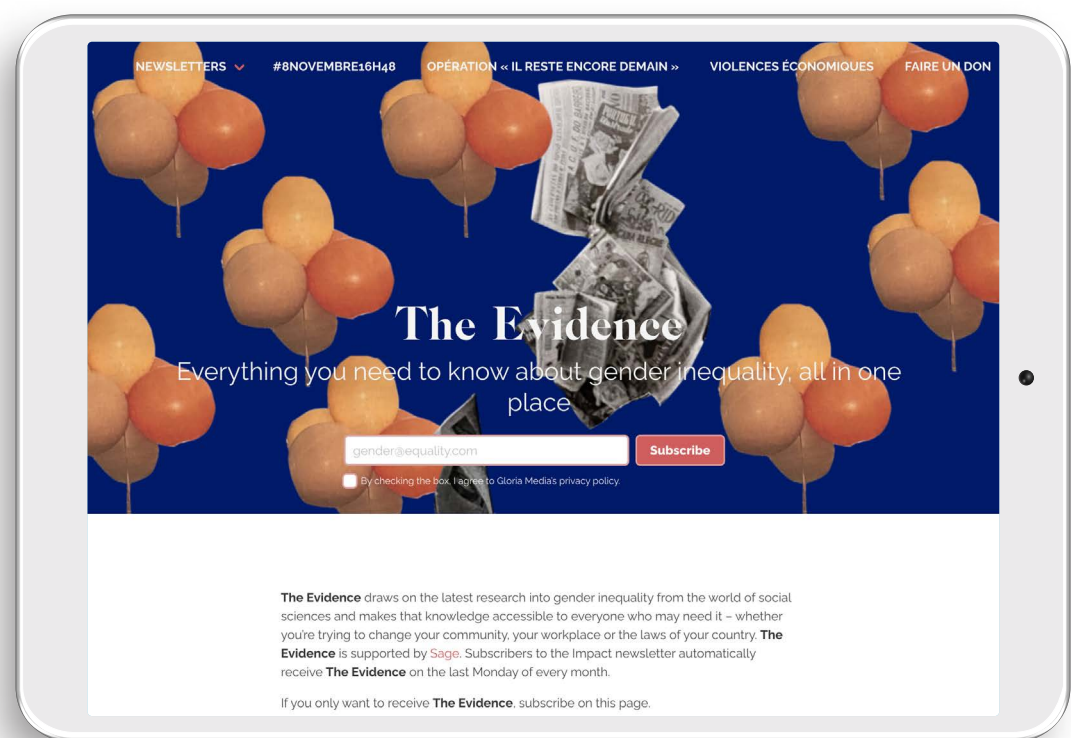 NEWSLETTERS
#8NOVEMBRE16H48
OPÉRATION « IL RESTE ENCORE DEMAIN »
VIOLENCES ÉCONOMIQUES
FAIRE UN DON
The Evidence
Everything you need to know about gender inequality, all in one
place
gender@equality.com
Subscribe
By checking the box, I agree to Gloria Media's privacy policy.
The Evidence draws on the latest research into gender inequality from the world of social
sciences and makes that knowledge accessible to everyone who may need it – whether
you're trying to change your community, your workplace or the laws of your country. The
Evidence is supported by Sage. Subscribers to the Impact newsletter automatically
receive The Evidence on the last Monday of every month.
If you only want to receive The Evidence, subscribe on this page.